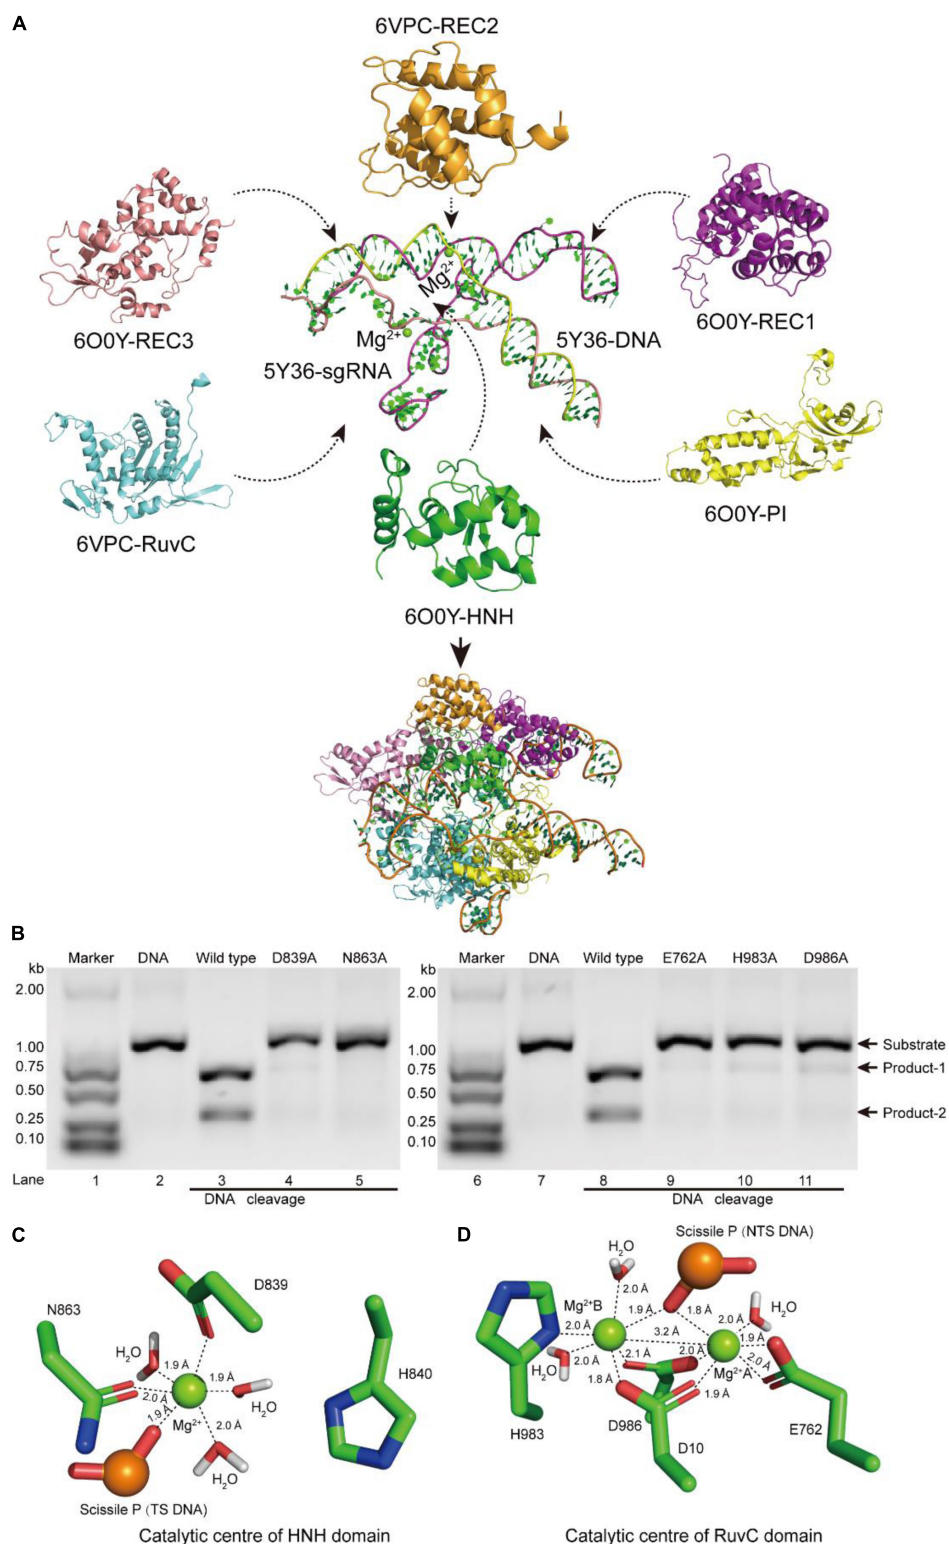 A
6VPC-REC2
6O0Y-REC3
Mg2+
6O0Y-REC1
Mg2+
5Y36-DNA
5Y36-sgRNA
6VPC-RuvC
6O0Y-PI
6O0Y-HNH
B
Marker DNA Wild type D839A N863A
kb
2.00
1.00
0.75
0.50
0.25
0.10
Lane 1 2 3 4 5
DNA cleavage
Marker DNA Wild type E762A H983A D986A
kb
2.00
1.00
0.75
0.50
0.25
0.10
Substrate
Product-1
Product-2
6 7 8 9 10 11
DNA cleavage
C
D839
N863
H2O
1.9 Å
1.9 Å
H2O
2.0 Å
1.9 Å
Mg2+
2.0 Å
H2O
H840
Scissile P (TS DNA)
Catalytic centre of HNH domain
D
Scissile P (NTS DNA)
H2O
H2O
2.0 Å
Mg2+B
1.9 Å
1.8 Å
2.0 Å
2.0 Å
3.2 Å
1.9 Å
H2O
2.0 Å
2.1 Å
2.0 Å
Mg2+A
2.0 Å
1.8 Å
1.9 Å
H983
D986
D10
E762
Catalytic centre of RuvC domain